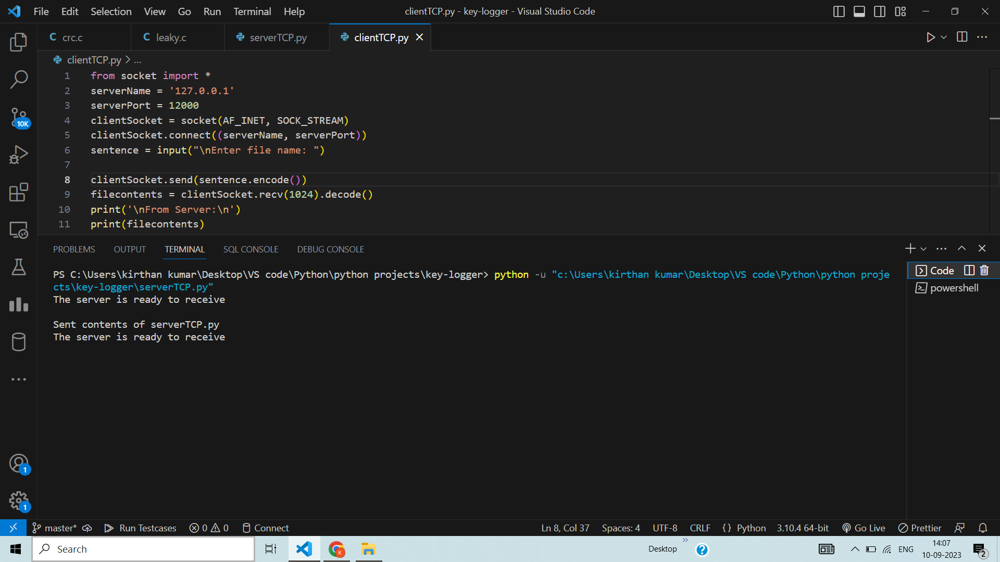 File Edit Selection View Go Run Terminal Help
clientTCP.py - key-logger - Visual Studio Code
C crc.c
C leaky.c
serverTCP.py
clientTCP.py
clientTCP.py > ...
1 from socket import *
2 serverName = '127.0.0.1'
3 serverPort = 12000
4 clientSocket = socket(AF_INET, SOCK_STREAM)
5 clientSocket.connect((serverName, serverPort))
6 sentence = input("\nEnter file name: ")
7
8 clientSocket.send(sentence.encode())
9 filecontents = clientSocket.recv(1024).decode()
10 print('\nFrom Server:\n')
11 print(filecontents)
10K
PROBLEMS OUTPUT TERMINAL SQL CONSOLE DEBUG CONSOLE
PS C:\Users\kirthan kumar\Desktop\VS code\Python\python projects\key-logger> python -u "c:\Users\kirthan kumar\Desktop\VS code\Python\python proje
cts\key-logger\serverTCP.py"
The server is ready to receive
Sent contents of serverTCP.py
The server is ready to receive
Code
powershell
1
1
master* Run Testcases 0 0 Connect
Ln 8, Col 37 Spaces: 4 UTF-8 CRLF {} Python 3.10.4 64-bit Go Live Prettier
Search
K
Desktop
»
?
ENG
14:07
10-09-2023
2